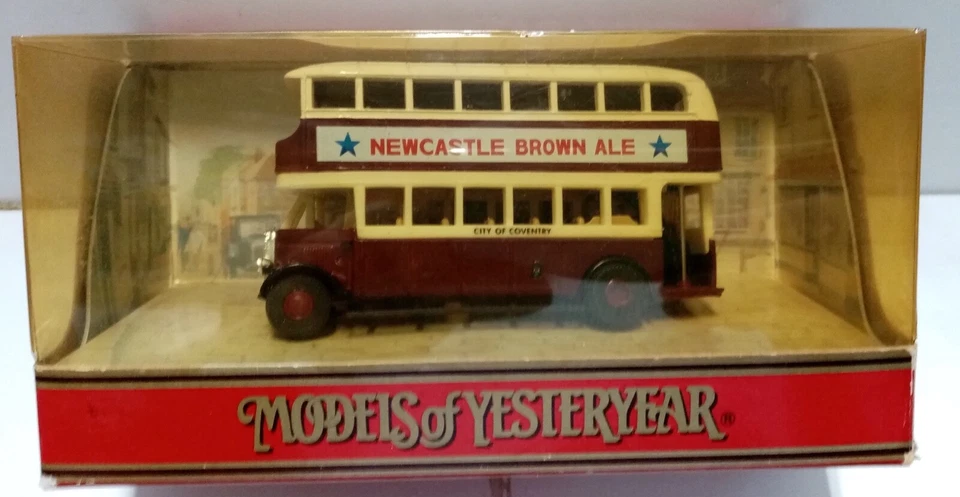 NEWCASTLE BROWN ALE
CITY OF COVENTRY
MODELS of YESTERYEAR®